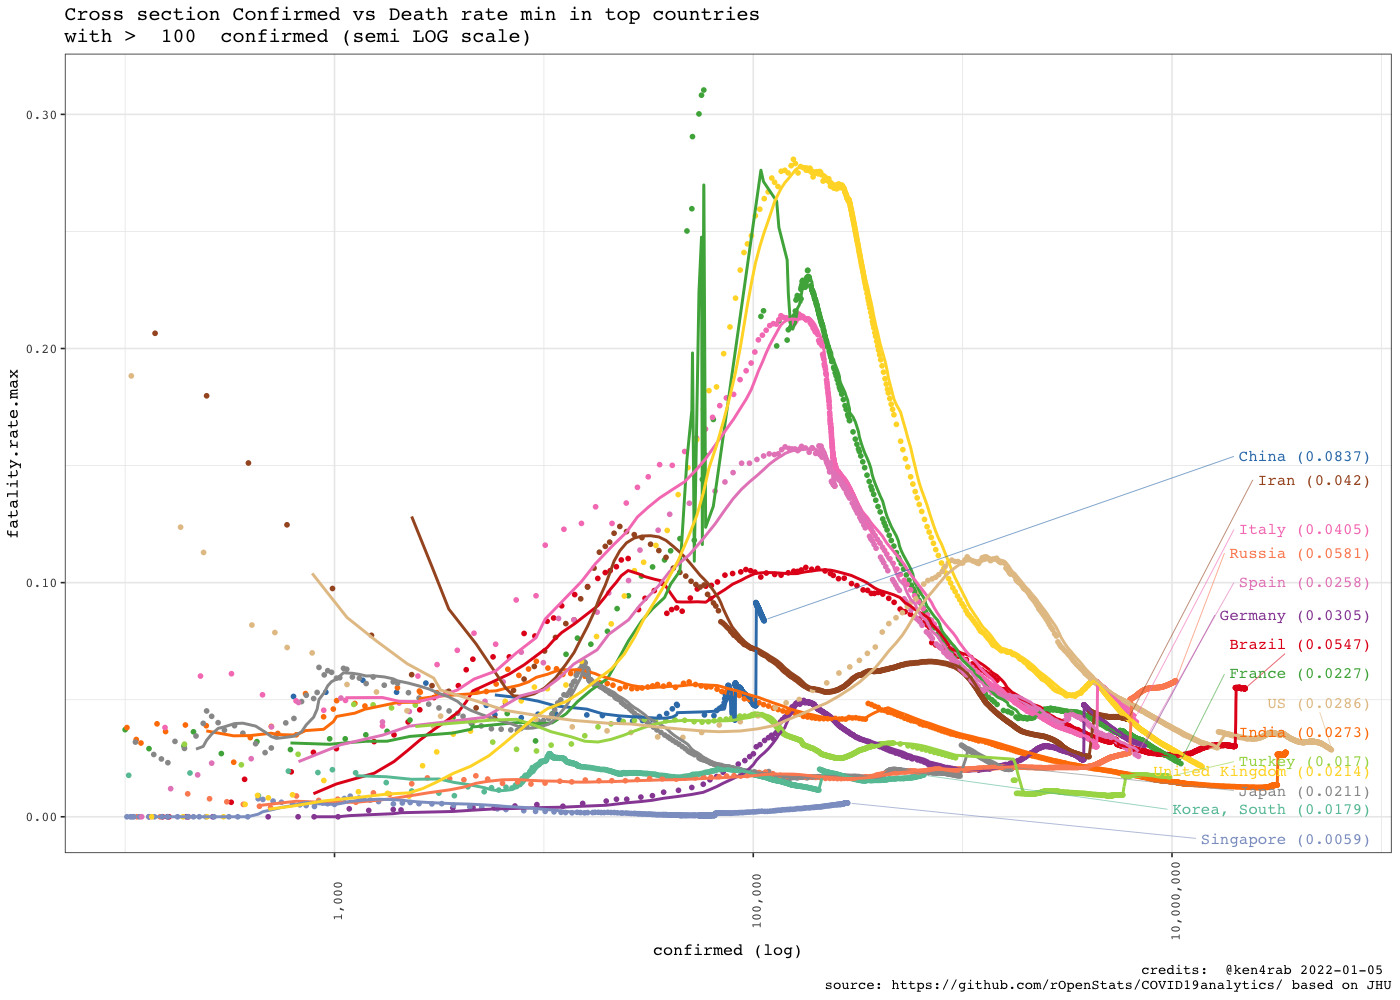 Cross section Confirmed vs Death rate min in top countries
with >  100  confirmed (semi LOG scale)
fatality.rate.max
0.30
0.20
0.10
0.00
China (0.0837)
Iran (0.042)
Italy (0.0405)
Russia (0.0581)
Spain (0.0258)
Germany (0.0305)
Brazil (0.0547)
France (0.0227)
US (0.0286)
India (0.0273)
Turkey (0.017)
United Kingdom (0.0214)
Japan (0.0211)
Korea, South (0.0179)
Singapore (0.0059)
1,000
100,000
10,000,000
confirmed (log)
credits:  @ken4rab 2022-01-05
source: https://github.com/rOpenStats/COVID19analytics/ based on JHU